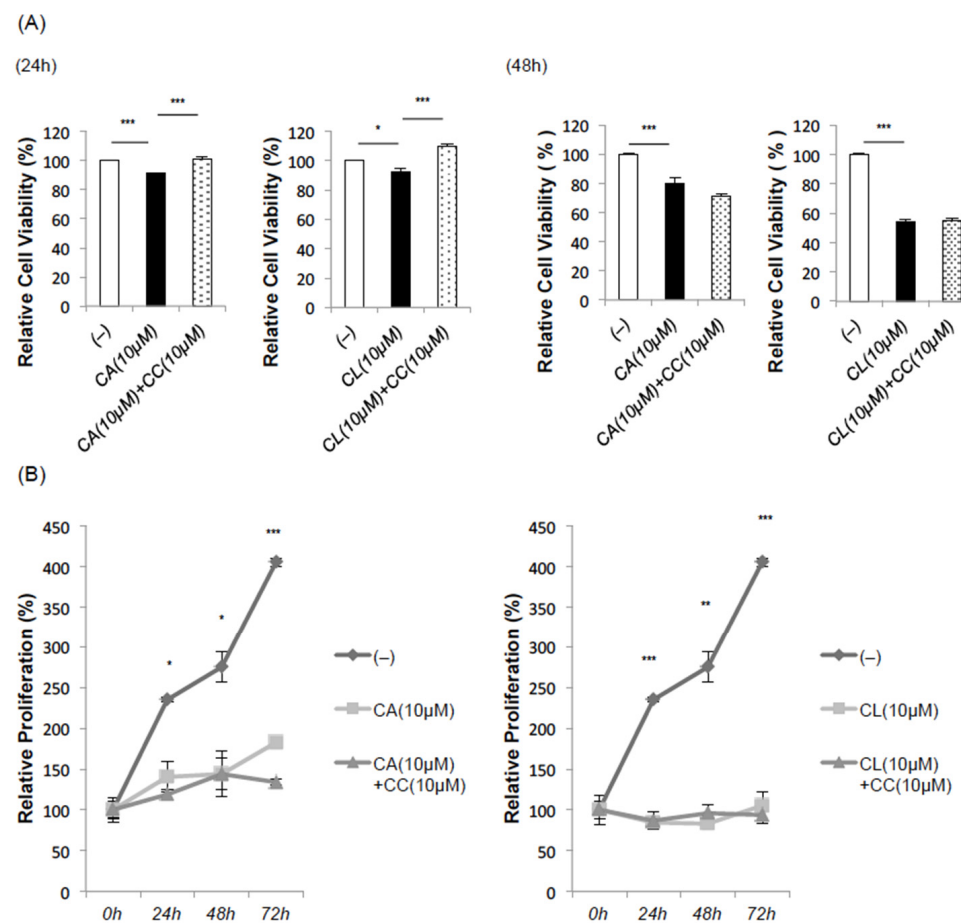 (A)
(24h)
(48h)
*** ***
* ***
***
***
Relative Cell Viability (%)
120
100
80
60
40
20
0
(–)
CA(10μM)
CA(10μM)+CC(10μM)
Relative Cell Viability (%)
120
100
80
60
40
20
0
(–)
CL(10μM)
CL(10μM)+CC(10μM)
Relative Cell Viability ( % )
120
100
80
60
40
20
0
(–)
CA(10μM)
CA(10μM)+CC(10μM)
Relative Cell Viability ( % )
120
100
80
60
40
20
0
(–)
CL(10μM)
CL(10μM)+CC(10μM)
(B)
Relative Proliferation (%)
450
400
350
300
250
200
150
100
50
0
* * ***
0h 24h 48h 72h
(–)
CA(10μM)
CA(10μM)
+CC(10μM)
Relative Proliferation (%)
450
400
350
300
250
200
150
100
50
0
*** ** ***
0h 24h 48h 72h
(–)
CL(10μM)
CL(10μM)
+CC(10μM)